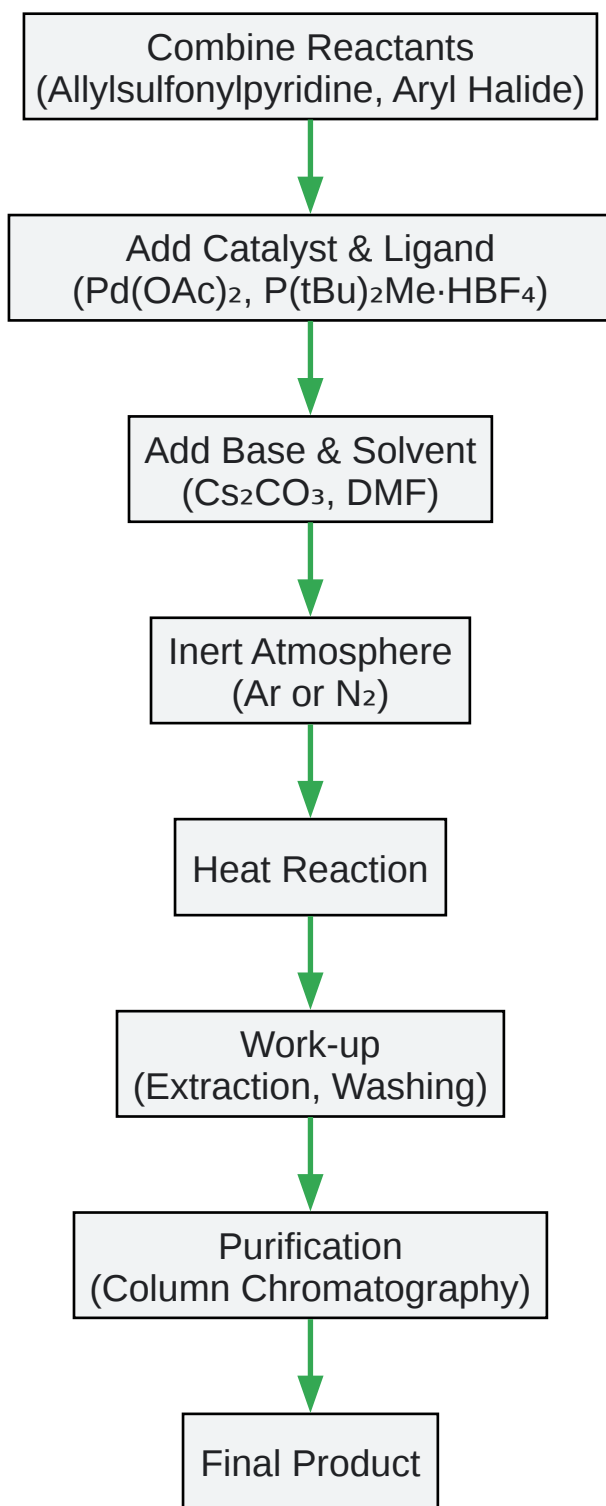 Combine Reactants
(Allylsulfonylpyridine, Aryl Halide)
Add Catalyst & Ligand
(Pd(OAc)₂, P(tBu)₂Me·HBF₄)
Add Base & Solvent
(Cs₂CO₃, DMF)
Inert Atmosphere
(Ar or N₂)
Heat Reaction
Work-up
(Extraction, Washing)
Purification
(Column Chromatography)
Final Product